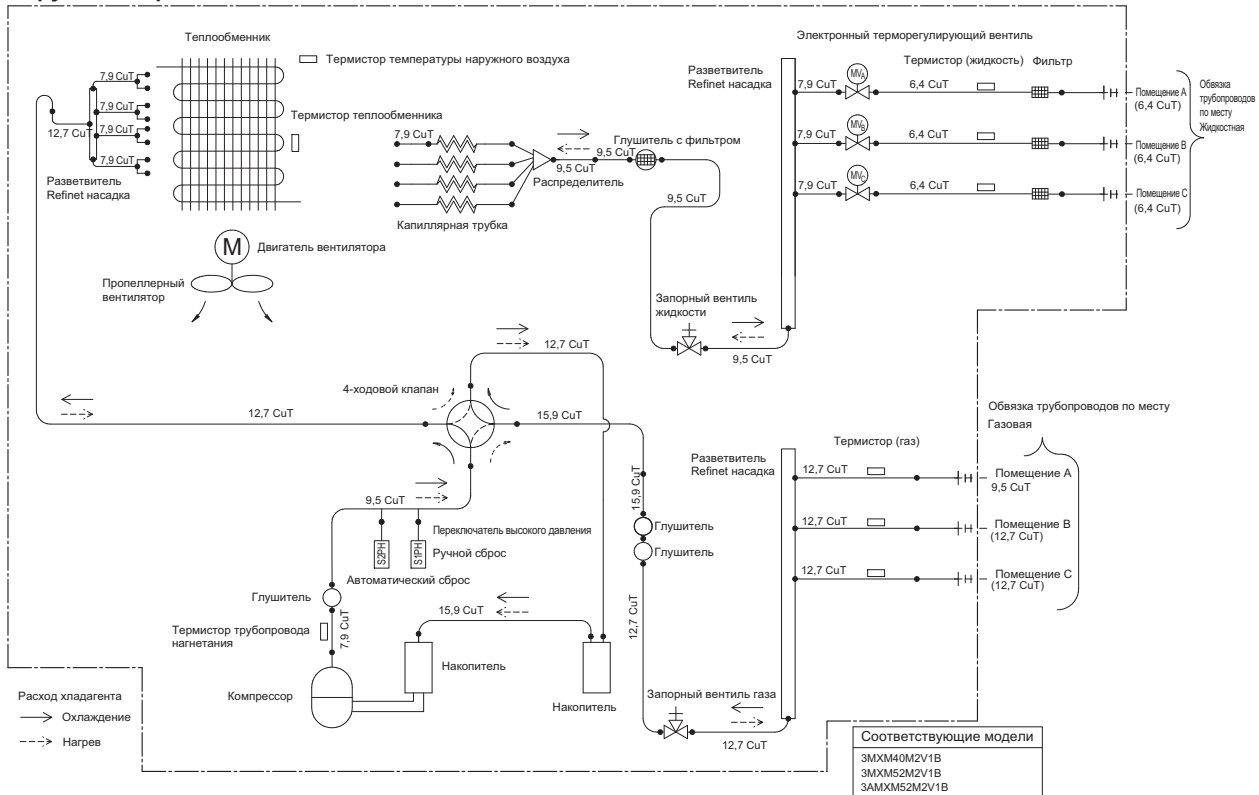 Теплообменник
Термистор температуры наружного воздуха
7,9 CuT
7,9 CuT
7,9 CuT
7,9 CuT
12,7 CuT
Разветвитель
Refinet насадка
Термистор теплообменника
7,9 CuT
Капиллярная трубка
Распределитель
9,5 CuT
9,5 CuT
Глушитель с фильтром
9,5 CuT
M
Двигатель вентилятора
Пропеллерный
вентилятор
Запорный вентиль
жидкости
9,5 CuT
Разветвитель
Refinet насадка
Электронный терморегулирующий вентиль
Термистор (жидкость)
Фильтр
7,9 CuT
MVA
6,4 CuT
Помещение A
(6,4 CuT)
7,9 CuT
MVB
6,4 CuT
Помещение B
(6,4 CuT)
7,9 CuT
MVC
6,4 CuT
Помещение C
(6,4 CuT)
Обвязка
трубопроводов
по месту
Жидкостная
12,7 CuT
4-ходовой клапан
12,7 CuT
15,9 CuT
15,9 CuT
9,5 CuT
S2PH
S1PH
Переключатель высокого давления
Ручной сброс
Автоматический сброс
Глушитель
Глушитель
Глушитель
7,9 CuT
Термистор трубопровода
нагнетания
Компрессор
15,9 CuT
Накопитель
Накопитель
12,7 CuT
Запорный вентиль газа
12,7 CuT
Разветвитель
Refinet насадка
Термистор (газ)
Обвязка трубопроводов по месту
Газовая
12,7 CuT
Помещение A
9,5 CuT
12,7 CuT
Помещение B
(12,7 CuT)
12,7 CuT
Помещение C
(12,7 CuT)
Расход хладагента
Охлаждение
Нагрев
Соответствующие модели
3MXM40M2V1B
3MXM52M2V1B
3AMXM52M2V1B